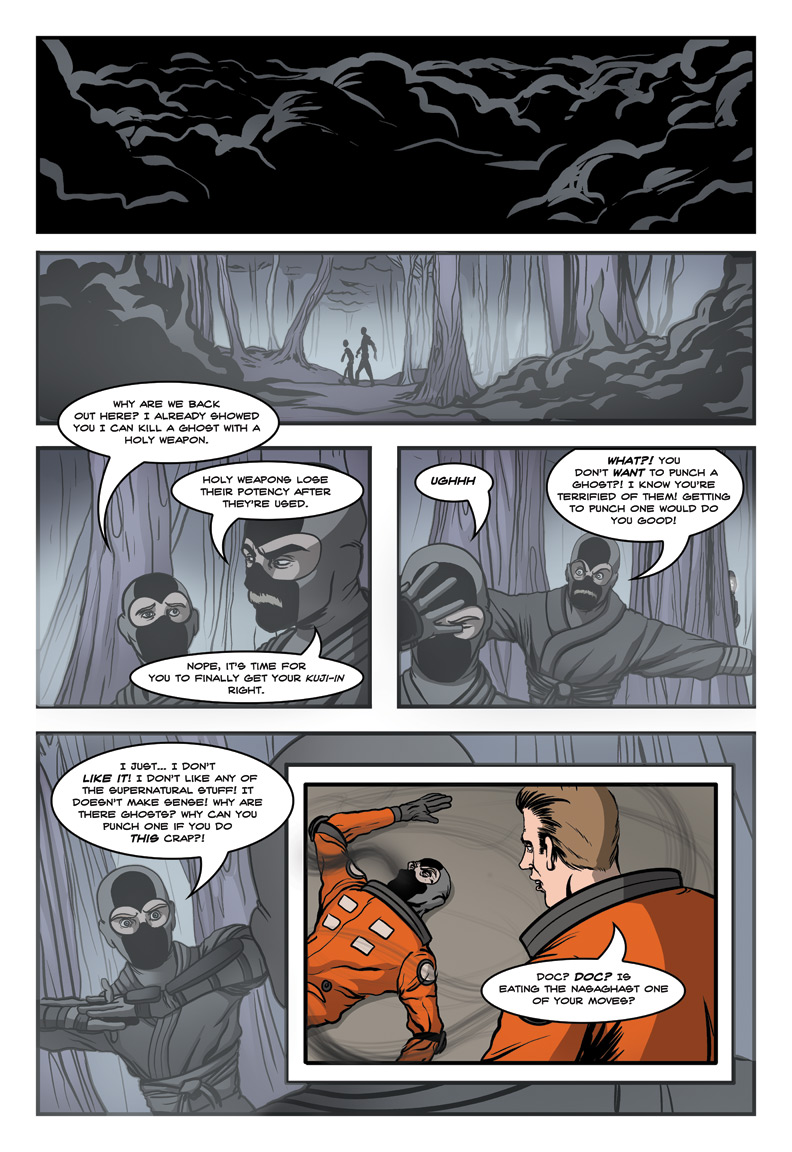 WHY ARE WE BACK
OUT HERE? I ALREADY SHOWED
YOU I CAN KILL A GHOST WITH A
HOLY WEAPON.
HOLY WEAPONS LOSE
THEIR POTENCY AFTER
THEY'RE USED.
NOPE, IT'S TIME FOR
YOU TO FINALLY GET YOUR KUJI-IN
RIGHT.
UGHHH
WHAT?! YOU
DON'T WANT TO PUNCH A
GHOST?! I KNOW YOU'RE
TERRIFIED OF THEM! GETTING
TO PUNCH ONE WOULD DO
YOU GOOD!
I JUST... I DON'T
LIKE IT! I DON'T LIKE ANY OF
THE SUPERNATURAL STUFF! IT
DOESN'T MAKE SENSE! WHY ARE
THERE GHOSTS? WHY CAN YOU
PUNCH ONE IF YOU DO
THIS CRAP?!
DOC? DOC? IS
EATING THE NASAGHAST ONE
OF YOUR MOVES?